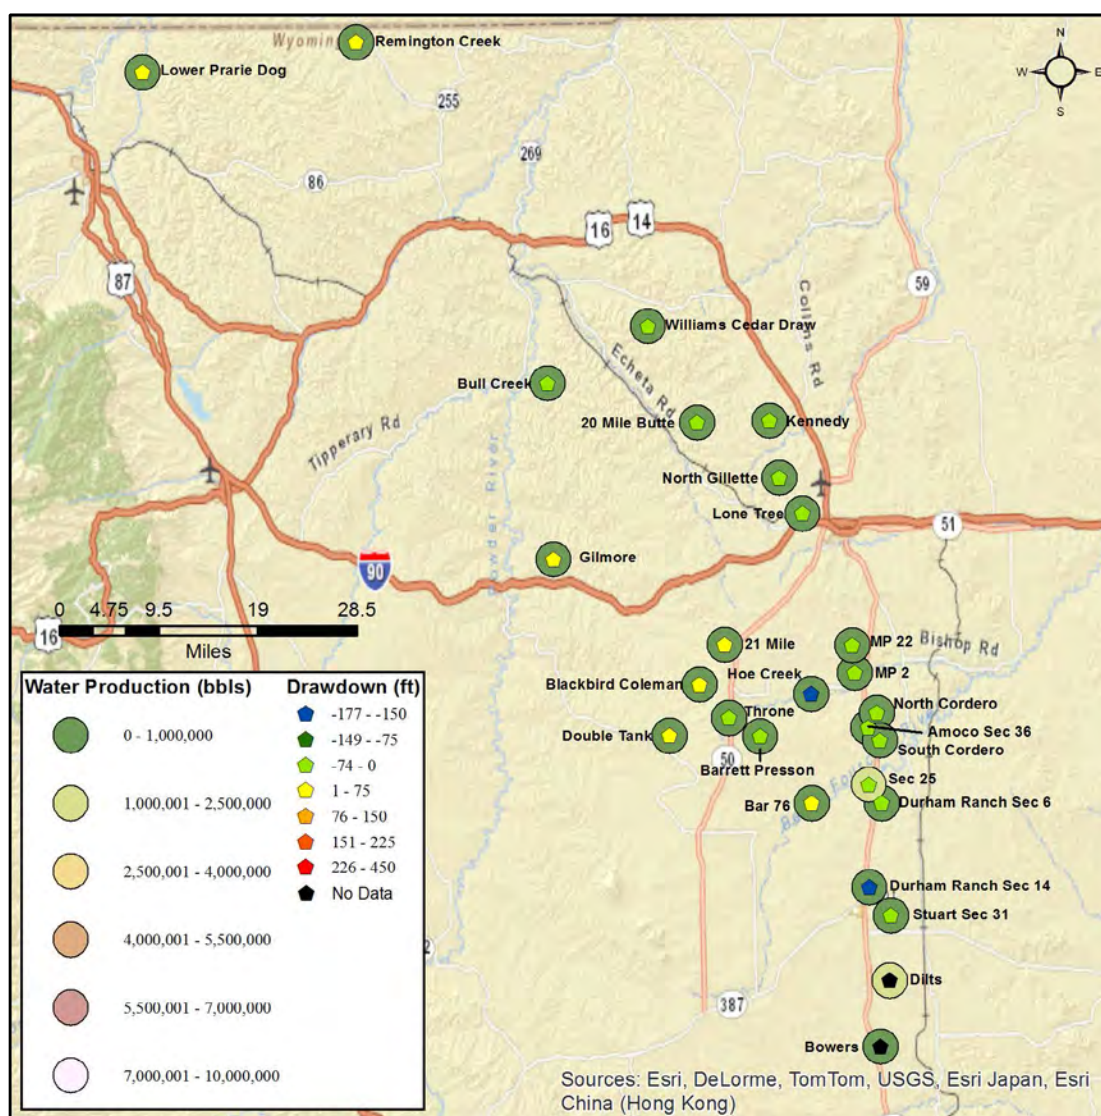 Wyoming
Remington Creek
Lower Prarie Dog
N
W
E
S
255
269
86
16
14
87
59
Collins Rd
Williams Cedar Draw
Echeta Rd
Bull Creek
20 Mile Butte
Kennedy
Tipperary Rd
North Gillette
Powder River
Lone Tree
51
Gilmore
90
0 4.75 9.5 19 28.5
16
Miles
21 Mile
MP 22
Bishop Rd
Hoe Creek
MP 2
Blackbird Coleman
North Cordero
Throne
Amoco Sec 36
Double Tank
South Cordero
50
Barrett Presson
Sec 25
Bar 76
Durham Ranch Sec 6
Durham Ranch Sec 14
Stuart Sec 31
Dilts
387
Bowers
Water Production (bbls)
0 - 1,000,000
1,000,001 - 2,500,000
2,500,001 - 4,000,000
4,000,001 - 5,500,000
5,500,001 - 7,000,000
7,000,001 - 10,000,000
Drawdown (ft)
-177 - -150
-149 - -75
-74 - 0
1 - 75
76 - 150
151 - 225
226 - 450
No Data
Sources: Esri, DeLorme, TomTom, USGS, Esri Japan, Esri
China (Hong Kong)